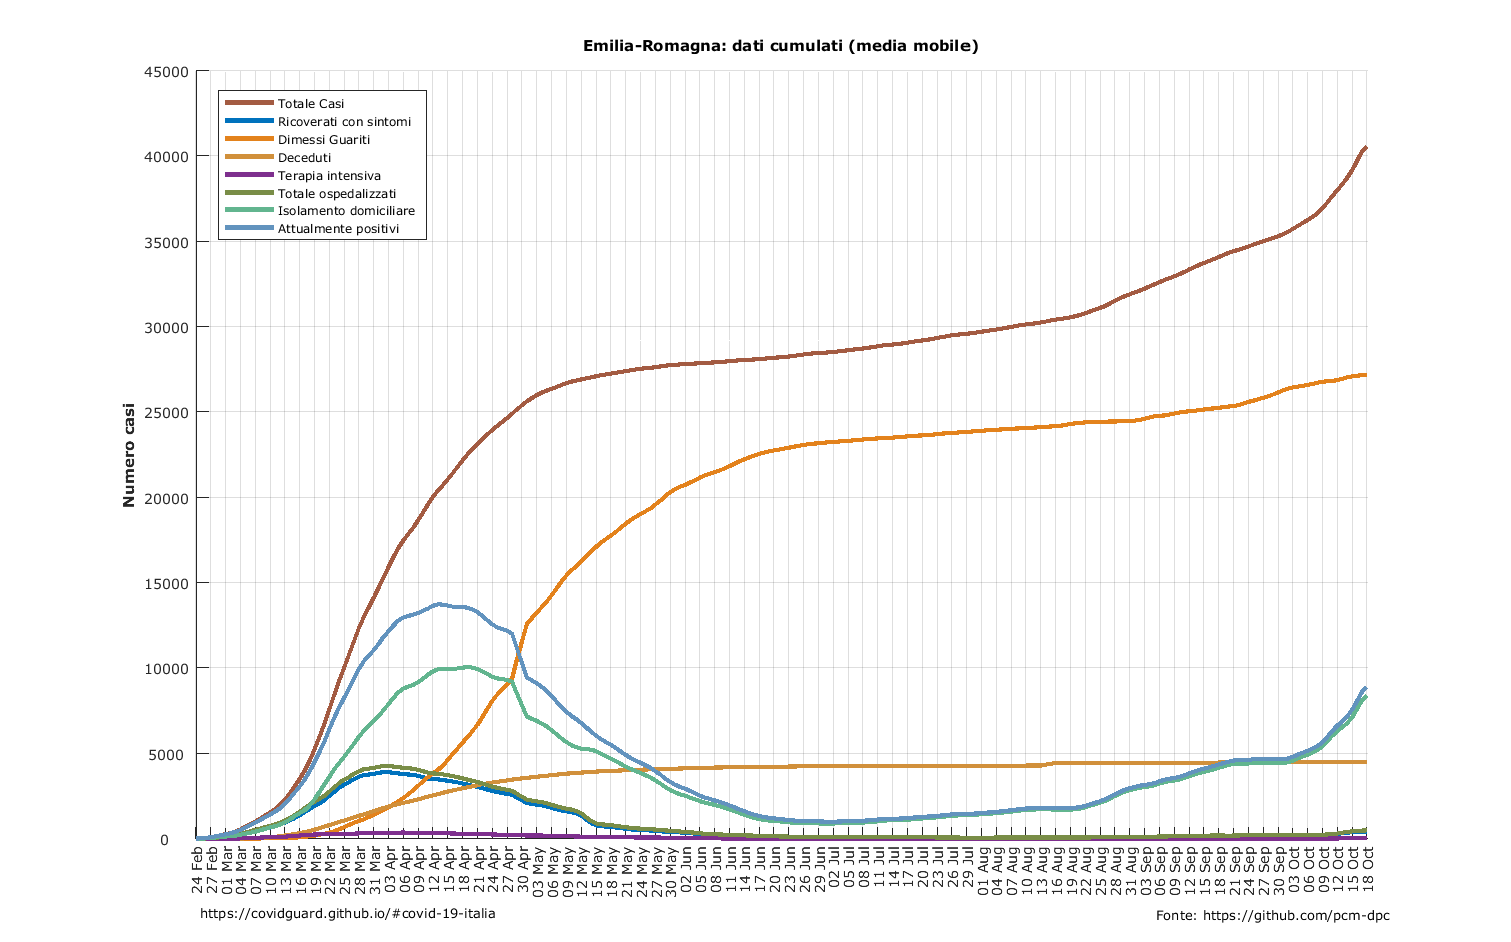 Emilia-Romagna: dati cumulati (media mobile)
45000
40000
35000
30000
25000
20000
15000
10000
5000
0
Numero casi
Totale Casi
Ricoverati con sintomi
Dimessi Guariti
Deceduti
Terapia intensiva
Totale ospedalizzati
Isolamento domiciliare
Attualmente positivi
24 Feb
27 Feb
01 Mar
04 Mar
07 Mar
10 Mar
13 Mar
16 Mar
19 Mar
22 Mar
25 Mar
28 Mar
31 Mar
03 Apr
06 Apr
09 Apr
12 Apr
15 Apr
18 Apr
21 Apr
24 Apr
27 Apr
30 Apr
03 May
06 May
09 May
12 May
15 May
18 May
21 May
24 May
27 May
30 May
02 Jun
05 Jun
08 Jun
11 Jun
14 Jun
17 Jun
20 Jun
23 Jun
26 Jun
29 Jun
02 Jul
05 Jul
08 Jul
11 Jul
14 Jul
17 Jul
20 Jul
23 Jul
26 Jul
29 Jul
01 Aug
04 Aug
07 Aug
10 Aug
13 Aug
16 Aug
19 Aug
22 Aug
25 Aug
28 Aug
31 Aug
03 Sep
06 Sep
09 Sep
12 Sep
15 Sep
18 Sep
21 Sep
24 Sep
27 Sep
30 Sep
03 Oct
06 Oct
09 Oct
12 Oct
15 Oct
18 Oct
https://covidguard.github.io/#covid-19-italia
Fonte: https://github.com/pcm-dpc